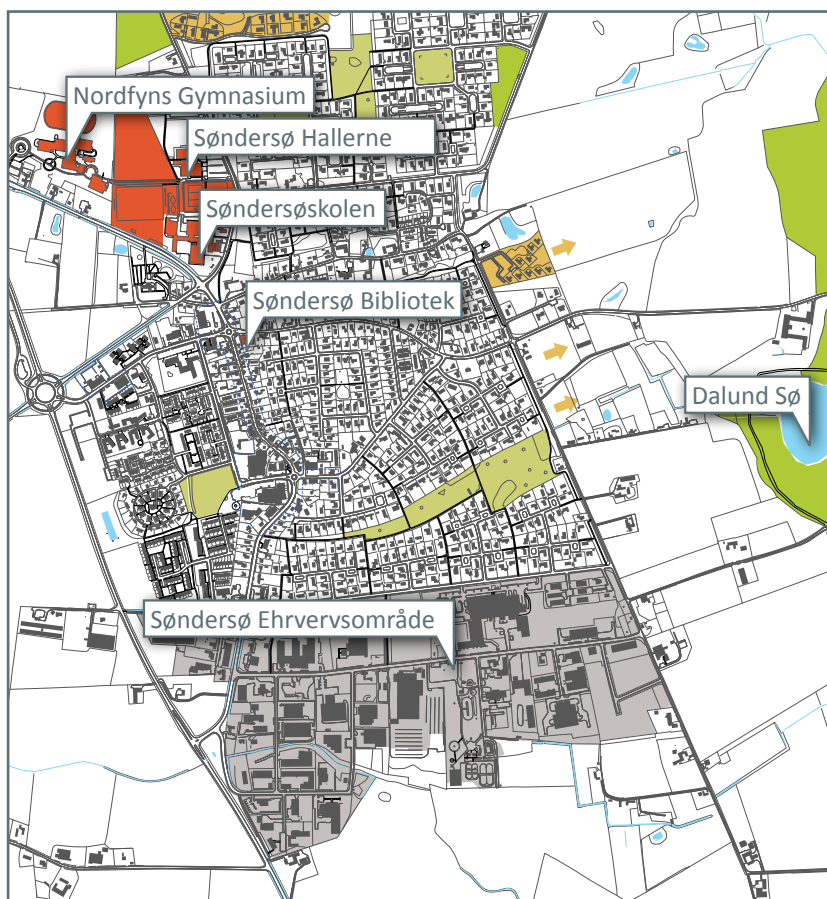 Nordfyns Gymnasium
Søndersø Hallerne
Søndersøskolen
Søndersø Bibliotek
Dalund Sø
Søndersø Ehrvervsområde